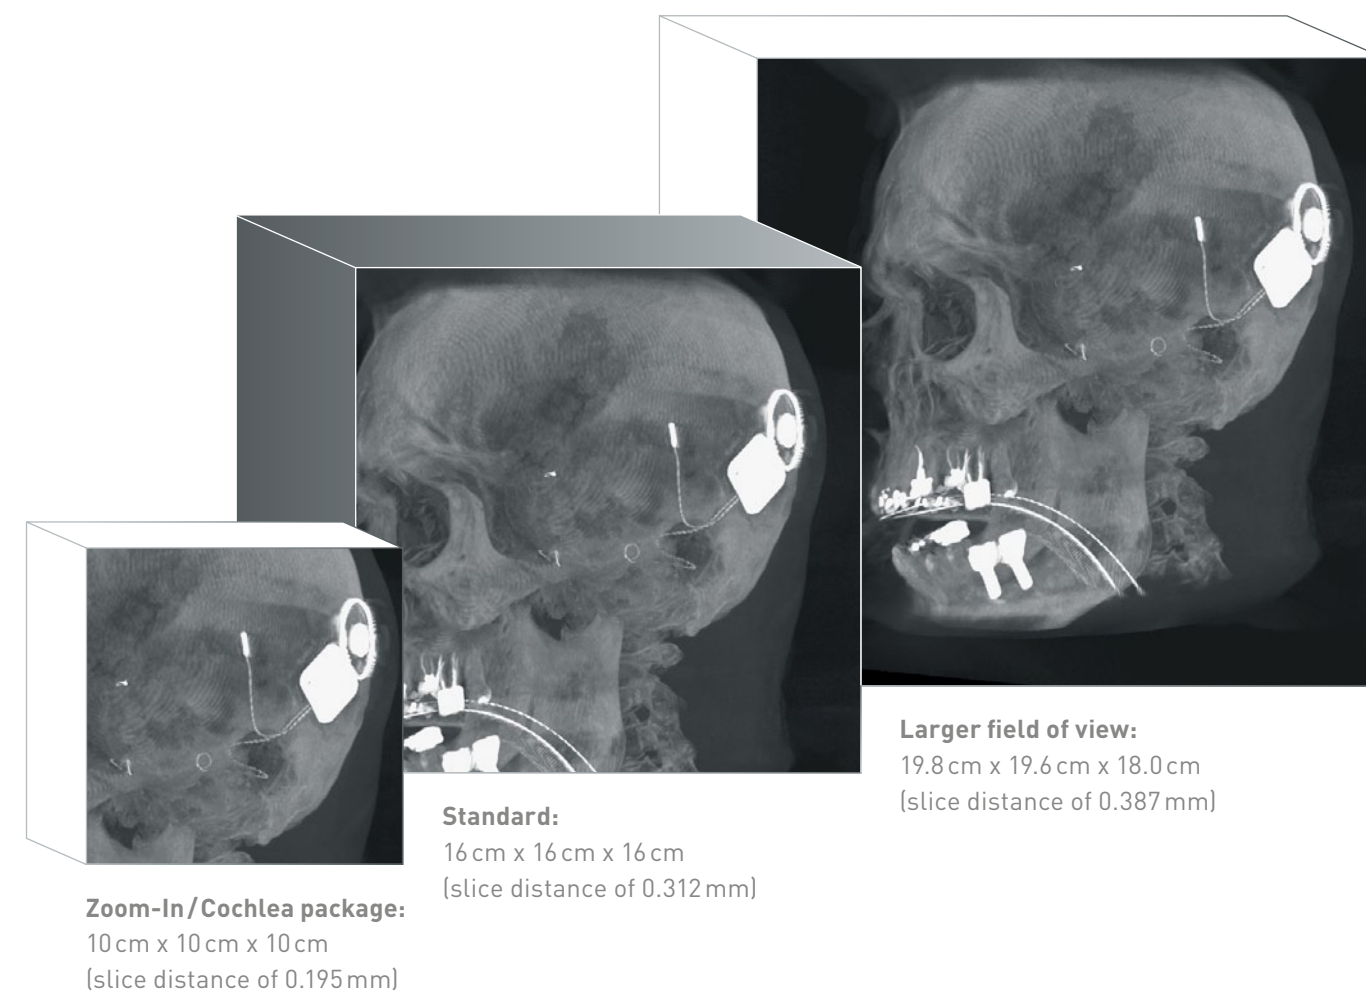 Larger field of view:
19.8 cm x 19.6 cm x 18.0 cm
(slice distance of 0.387 mm)
Standard:
16 cm x 16 cm x 16 cm
(slice distance of 0.312 mm)
Zoom-In / Cochlea package:
10 cm x 10 cm x 10 cm
(slice distance of 0.195 mm)